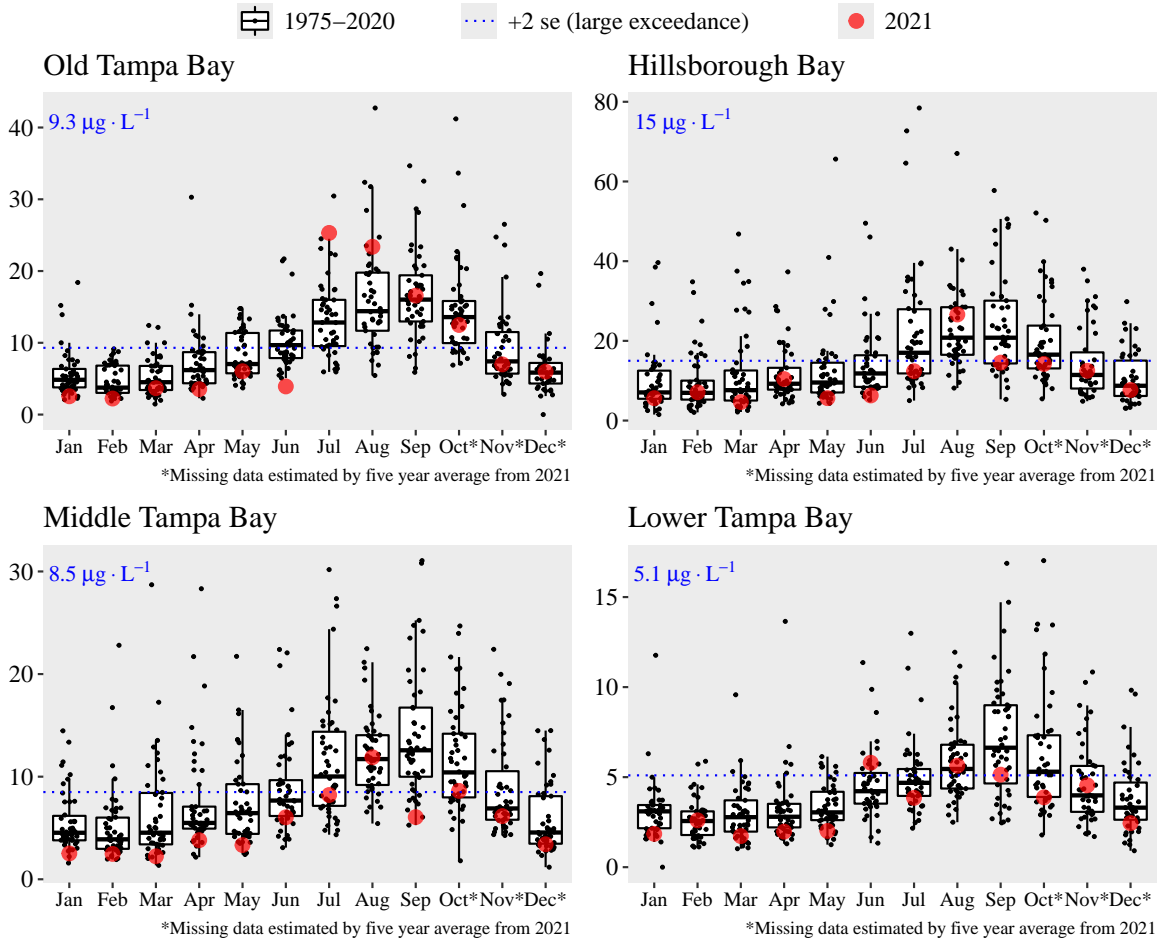 1975−2020 +2 se (large exceedance) 2021
Old Tampa Bay
9.3 μg · L⁻¹
40
30
20
10
0
Jan Feb Mar Apr May Jun Jul Aug Sep Oct* Nov* Dec*
*Missing data estimated by five year average from 2021
Hillsborough Bay
15 μg · L⁻¹
80
60
40
20
0
Jan Feb Mar Apr May Jun Jul Aug Sep Oct* Nov* Dec*
*Missing data estimated by five year average from 2021
Middle Tampa Bay
8.5 μg · L⁻¹
30
20
10
0
Jan Feb Mar Apr May Jun Jul Aug Sep Oct* Nov* Dec*
*Missing data estimated by five year average from 2021
Lower Tampa Bay
5.1 μg · L⁻¹
15
10
5
0
Jan Feb Mar Apr May Jun Jul Aug Sep Oct* Nov* Dec*
*Missing data estimated by five year average from 2021